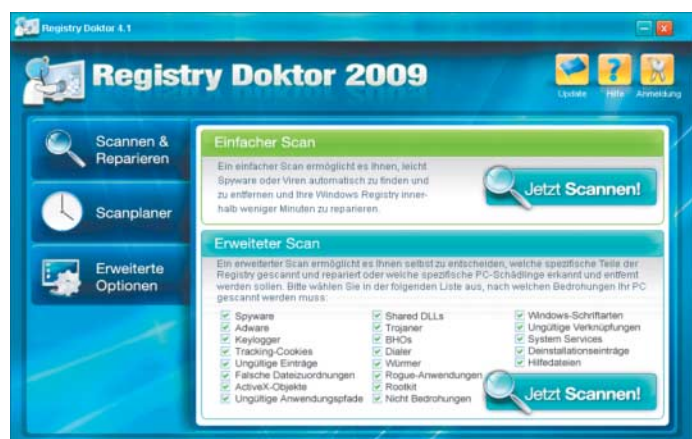 Registry Doktor 4.1
Registry Doktor 2009
Update
Hilfe
Anmeldung
Scannen &
Reparieren
Scanplaner
Erweiterte
Optionen
Einfacher Scan
Ein einfacher Scan ermöglicht es Ihnen, leicht
Spyware oder Viren automatisch zu finden und
zu entfernen und Ihre Windows Registry inner-
halb weniger Minuten zu reparieren.
Jetzt Scannen!
Erweiteter Scan
Ein erweiterter Scan ermöglicht es Ihnen selbst zu entscheiden, welche spezifische Teile der
Registry gescannt und repariert oder welche spezifische PC-Schädlinge erkannt und entfernt
werden sollen. Bitte wählen Sie in der folgenden Liste aus, nach welchen Bedrohungen Ihr PC
gescannt werden muss:
Spyware
Adware
Keylogger
Tracking-Cookies
Ungültige Einträge
Falsche Dateizuordnungen
ActiveX-Objekte
Ungültige Anwendungspfade
Shared DLLs
Trojaner
BHOs
Dialer
Würmer
Rogue-Anwendungen
Rootkit
Nicht Bedrohungen
Windows-Schriftarten
Ungültige Verknüpfungen
System Services
Deinstallationseinträge
Hilfedateien
Jetzt Scannen!